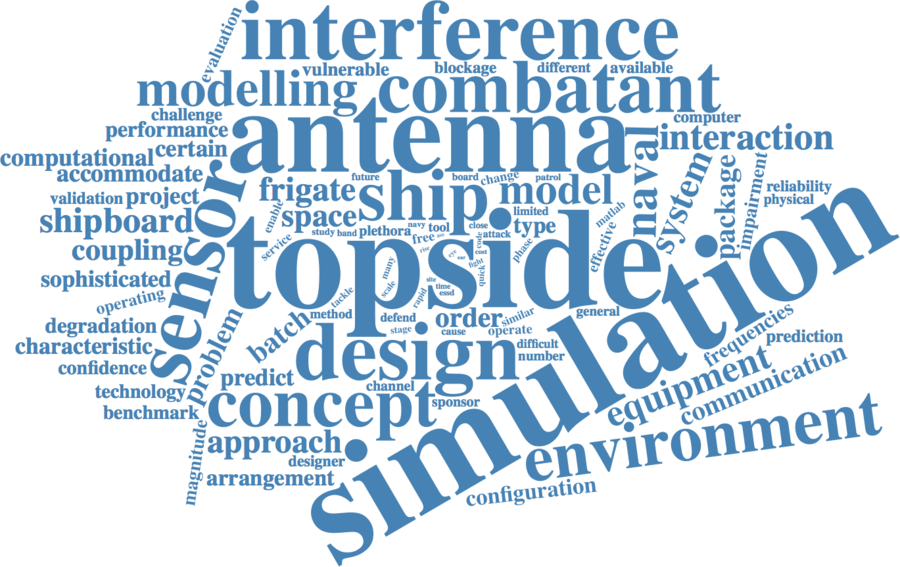 interference
evaluation
vulnerable
blockage
different
available
modelling
combatant
challenge
antenna
computer
performance
certain
naval
interaction
computational
accommodate
future
board
change
patrol
system
package
impairment
reliability
physical
validation
project
sensor
frigate
ship
model
shipboard
enable
space
limited
type
matlab
study
band
plethora
navy
tool
close
attack
free
coupling
service
topside
phase
effective
simulation
sophisticated
many
scale
rapid
site
time
essd
code
cost
fight
quick
operating
tackle
method
defend
order
similar
general
degradation
problem
batch
stage
cause
operate
characteristic
design
difficult
number
frequencies
prediction
confidence
predict
channel
equipment
communication
technology
benchmark
concept
sponsor
magnitude
approach
designer
environment
arrangement
configuration